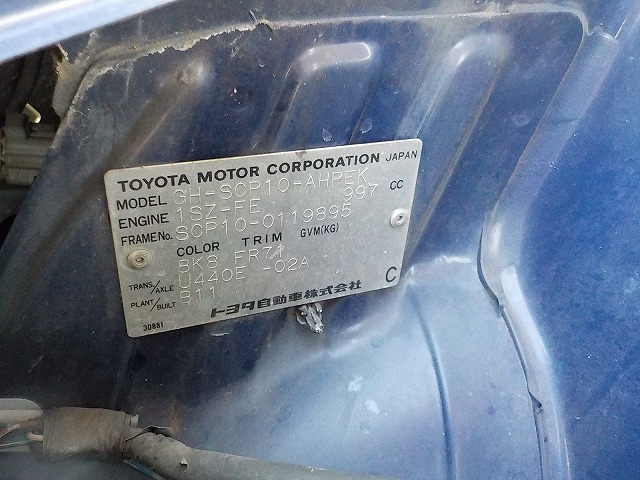 TOYOTA MOTOR CORPORATION JAPAN
MODEL GH-SCP10-AHPEK
ENGINE 1SZ-FE 997 CC
FRAME No. SCP10-0119895
COLOR TRIM GVM(KG)
8K8 FR71
TRANS./AXLE U440E -02A
PLANT/BUILT B11
トヨタ自動車株式会社 C
30881